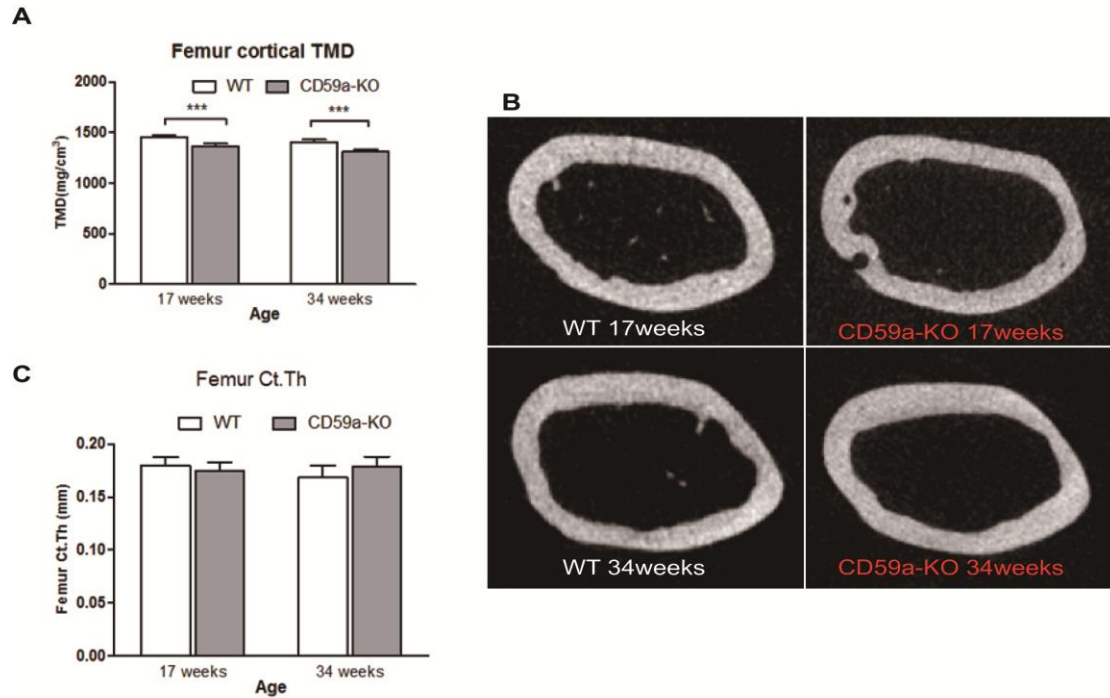 A
Femur cortical TMD
WT CD59a-KO
2000
1500
1000
500
0
TMD(mg/cm³)
***
***
17 weeks 34 weeks
Age
B
WT 17weeks
CD59a-KO 17weeks
WT 34weeks
CD59a-KO 34weeks
C
Femur Ct.Th
WT CD59a-KO
0.20
0.15
0.10
0.05
0.00
Femur Ct.Th (mm)
17 weeks 34 weeks
Age